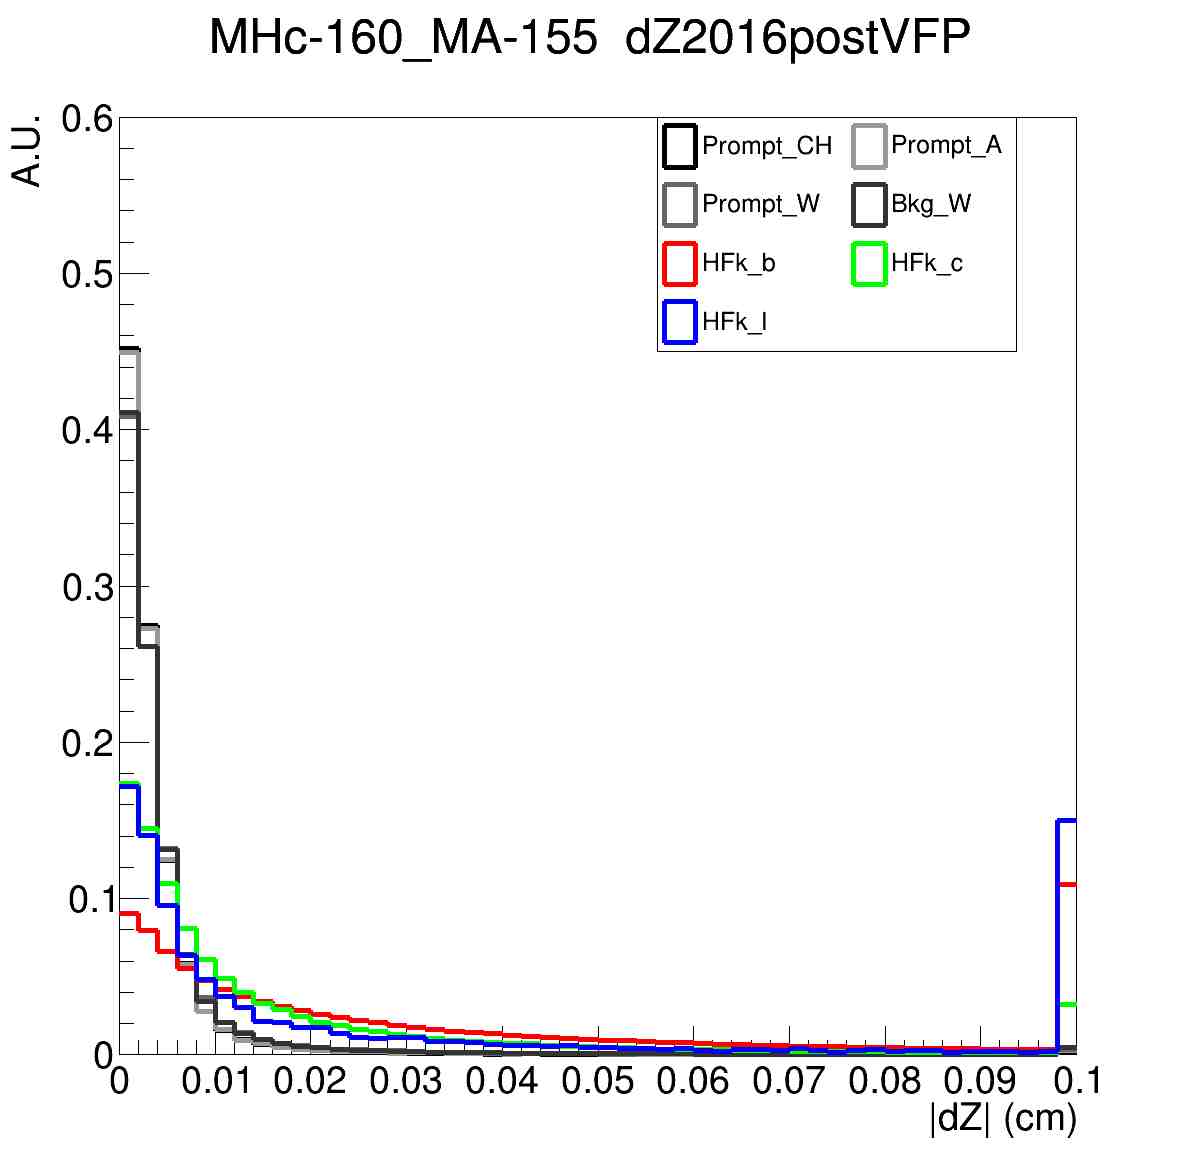 MHc-160_MA-155 dZ2016postVFP
A.U.
0.6
0.5
0.4
0.3
0.2
0.1
0
Prompt_CH Prompt_A
Prompt_W Bkg_W
HFk_b HFk_c
HFk_l
0 0.01 0.02 0.03 0.04 0.05 0.06 0.07 0.08 0.09 0.1
|dZ| (cm)